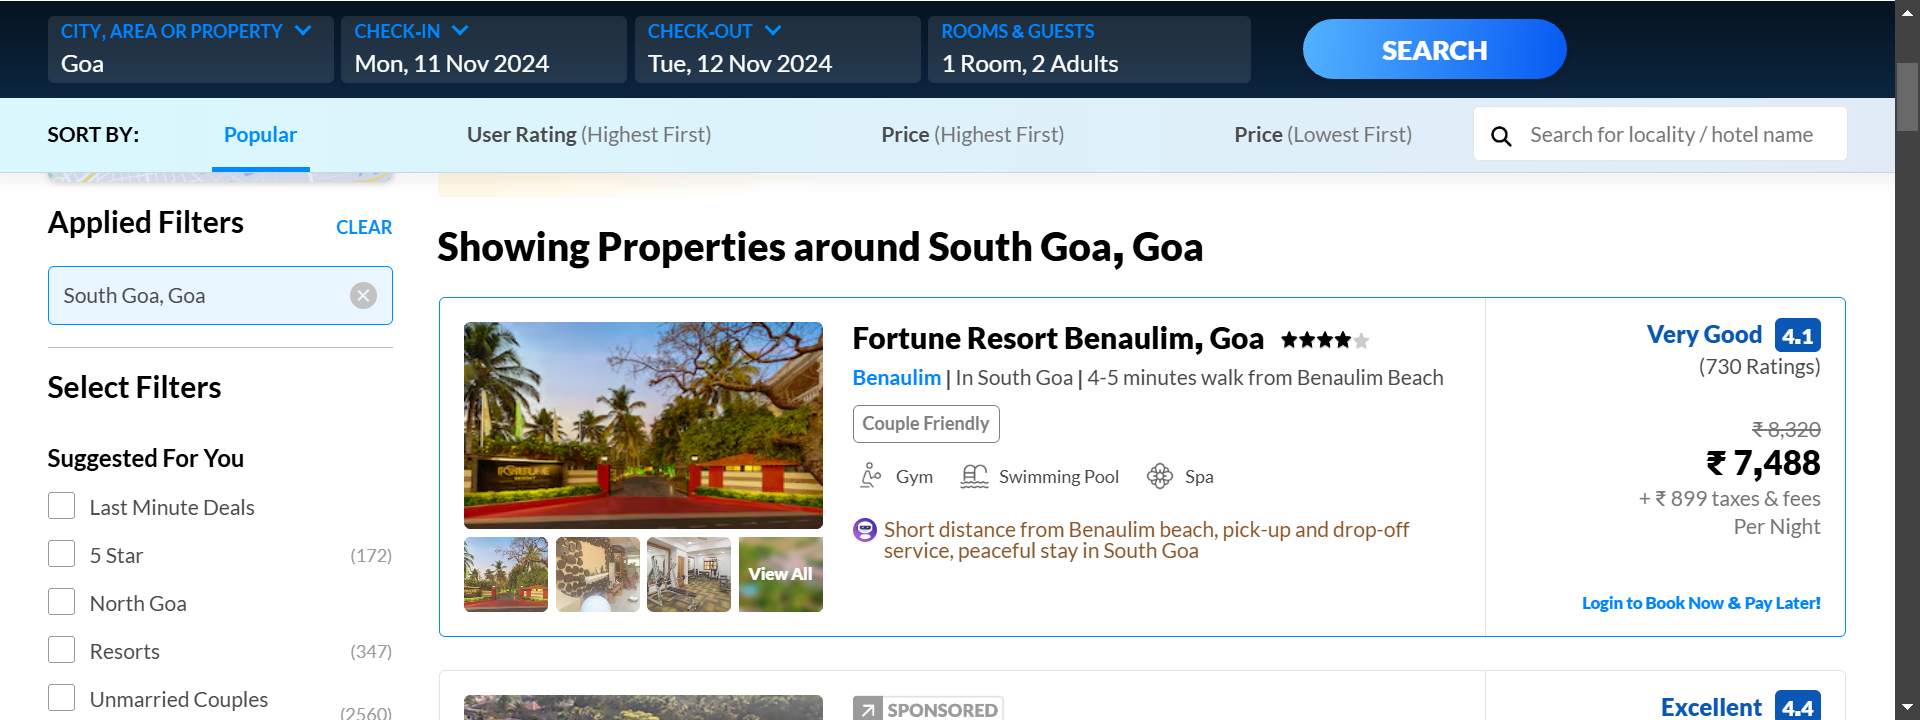 CITY, AREA OR PROPERTY
Goa
CHECK-IN
Mon, 11 Nov 2024
CHECK-OUT
Tue, 12 Nov 2024
ROOMS & GUESTS
1 Room, 2 Adults
SEARCH
SORT BY:
Popular
User Rating (Highest First)
Price (Highest First)
Price (Lowest First)
Search for locality / hotel name
Applied Filters
CLEAR
South Goa, Goa
Select Filters
Suggested For You
Last Minute Deals
5 Star (172)
North Goa
Resorts (347)
Unmarried Couples
(2560)
Showing Properties around South Goa, Goa
FORTUNE
View All
Fortune Resort Benaulim, Goa
Benaulim | In South Goa | 4-5 minutes walk from Benaulim Beach
Couple Friendly
Gym
Swimming Pool
Spa
Short distance from Benaulim beach, pick-up and drop-off
service, peaceful stay in South Goa
Very Good 4.1
(730 Ratings)
₹ 8,320
₹ 7,488
+ ₹ 899 taxes & fees
Per Night
Login to Book Now & Pay Later!
SPONSORED
Excellent 4.4